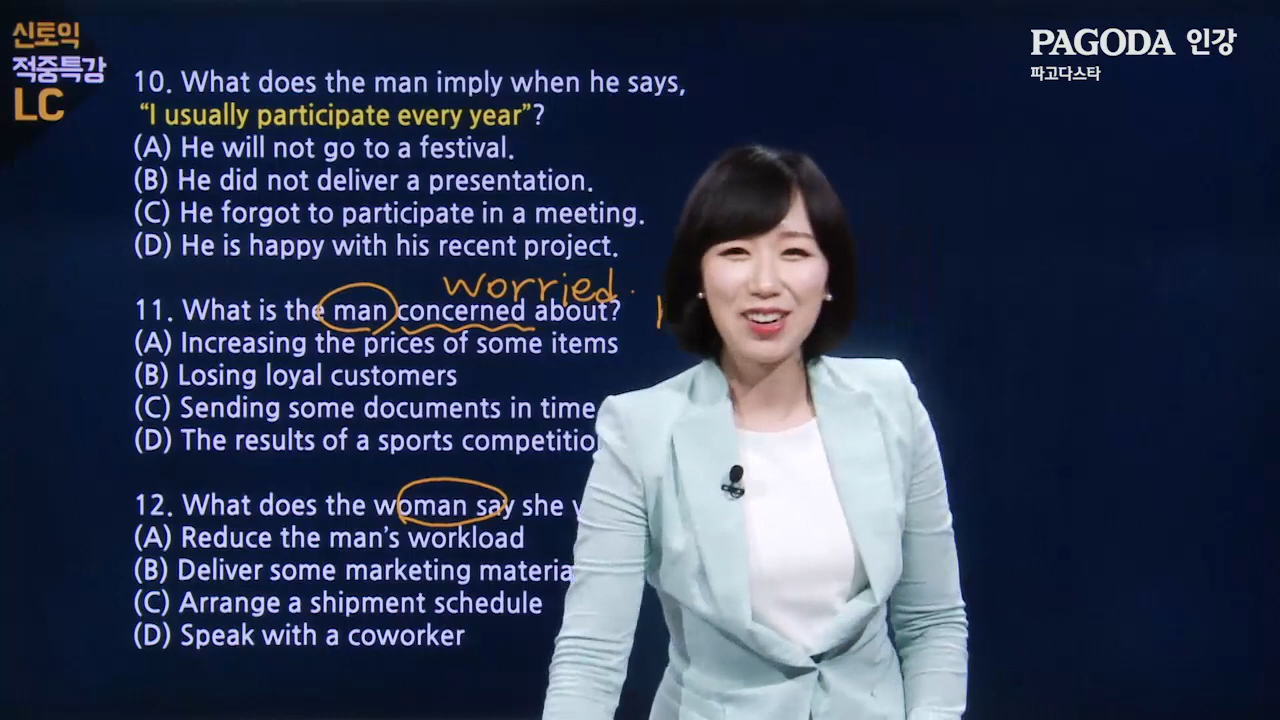 신토익
적중특강
LC
PAGODA 인강
파고다스타
10. What does the man imply when he says,
“I usually participate every year”?
(A) He will not go to a festival.
(B) He did not deliver a presentation.
(C) He forgot to participate in a meeting.
(D) He is happy with his recent project.
worried.
11. What is the man concerned about?
(A) Increasing the prices of some items
(B) Losing loyal customers
(C) Sending some documents in time
(D) The results of a sports
12. What does the woman say she
(A) Reduce the man’s workload
(B) Deliver some marketing
(C) Arrange a shipment schedule
(D) Speak with a coworker